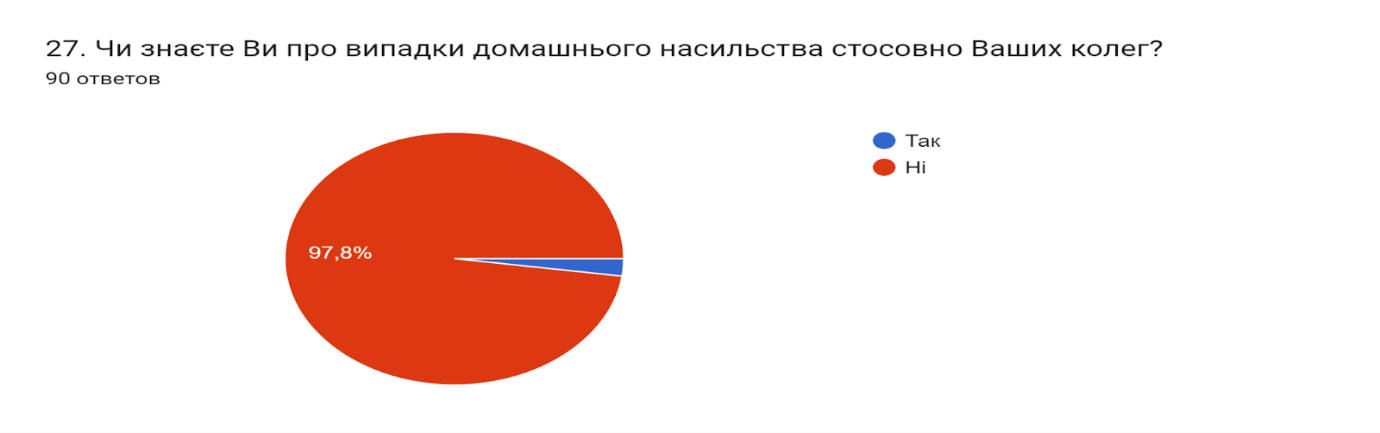 27. Чи знаєте Ви про випадки домашнього насильства стосовно Ваших колег?
90 ответов
Так
Ні
97,8%